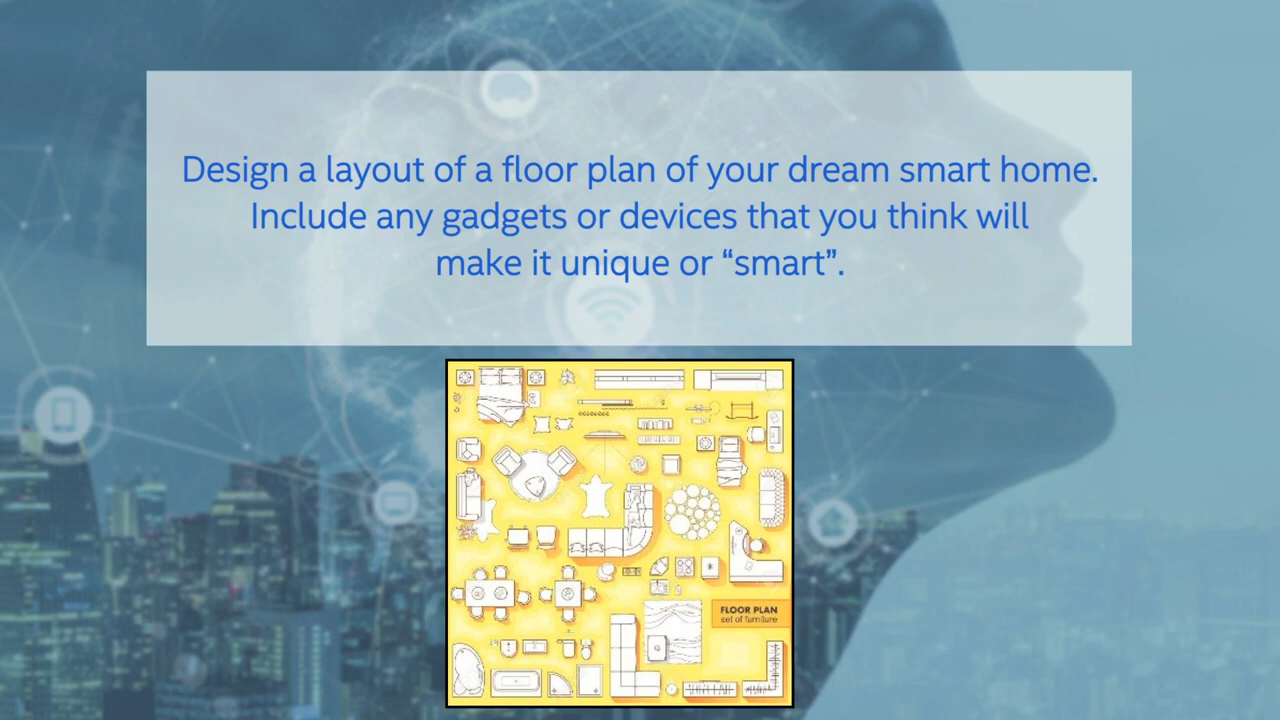 Design a layout of a floor plan of your dream smart home.
Include any gadgets or devices that you think will
make it unique or “smart”.
FLOOR PLAN
set of furniture